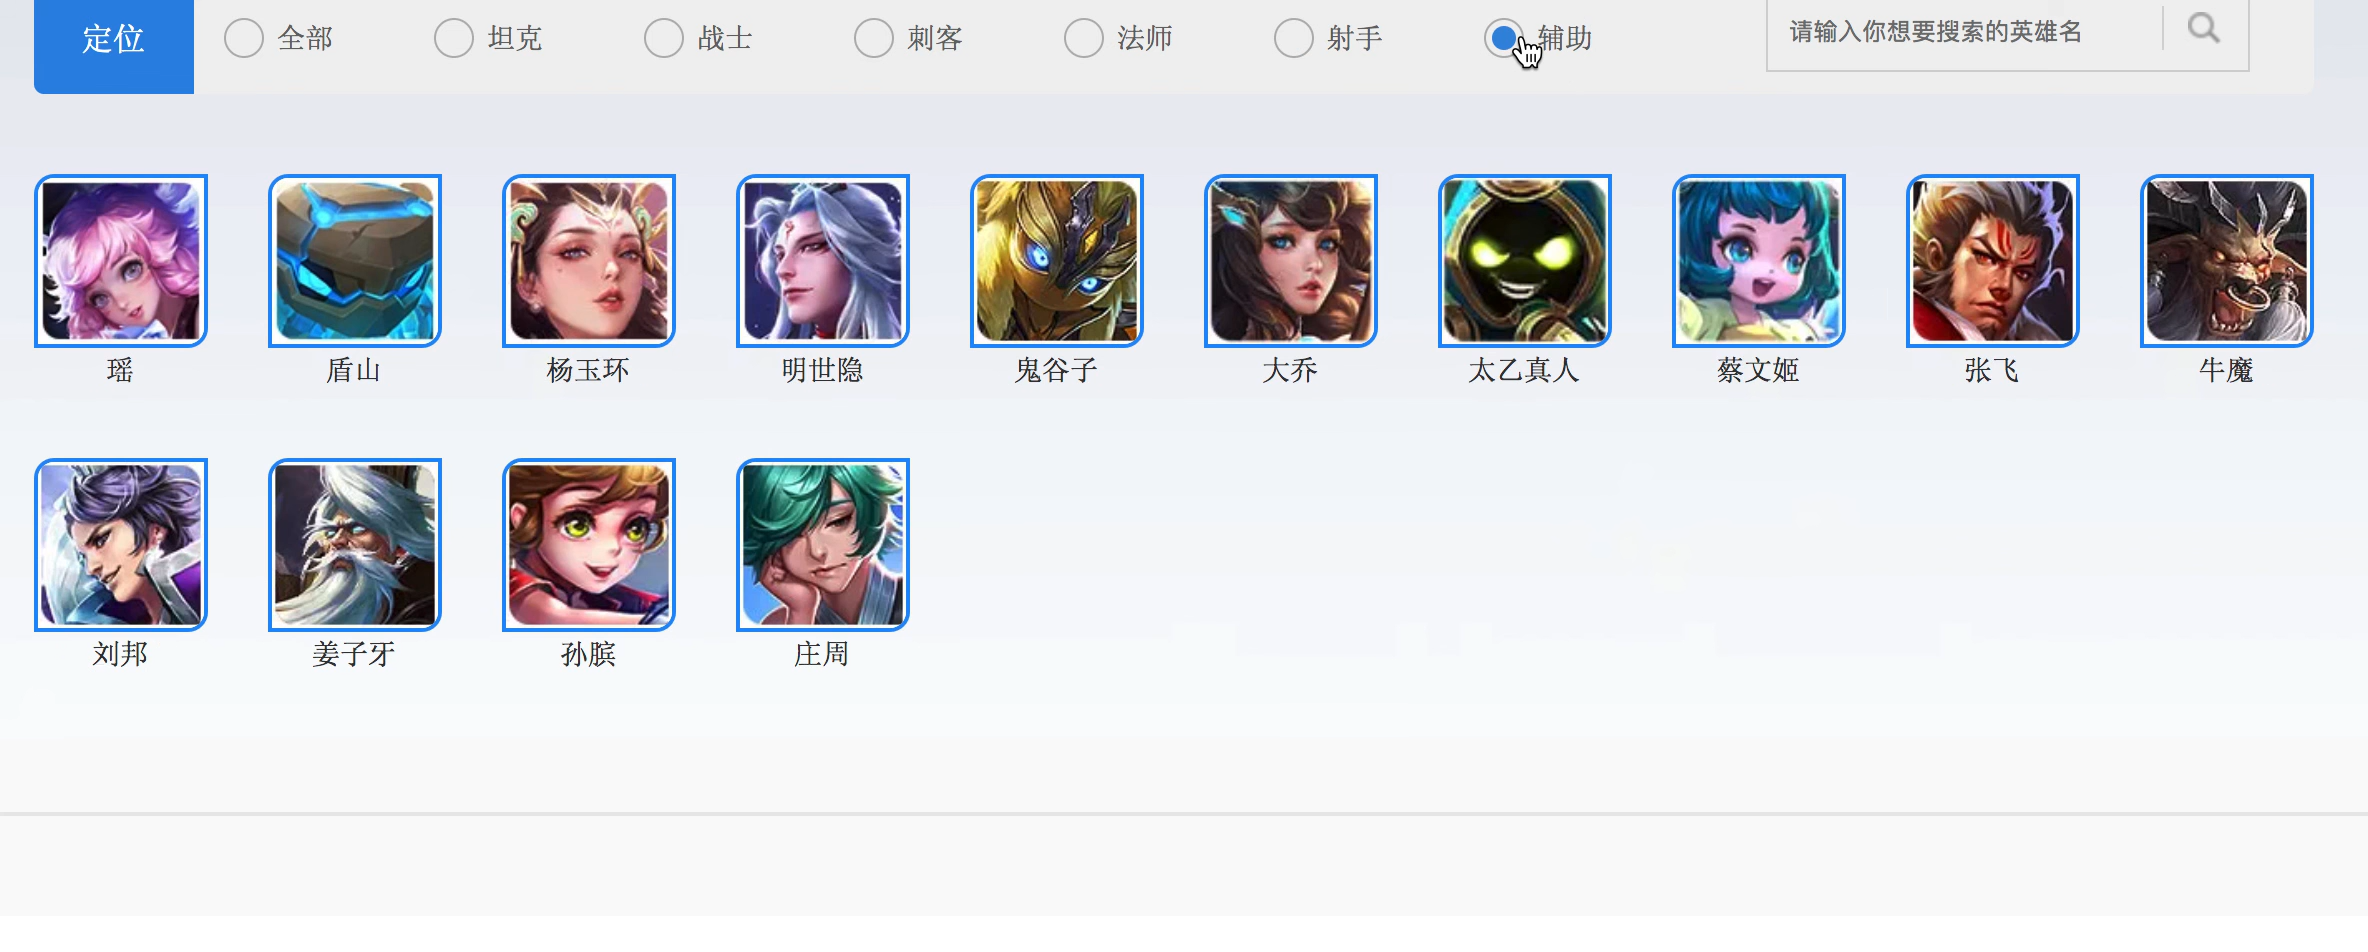 定位 全部 坦克 战士 刺客 法师 射手 辅助 请输入你想要搜索的英雄名
瑶 盾山 杨玉环 明世隐 鬼谷子 大乔 太乙真人 蔡文姬 张飞 牛魔
刘邦 姜子牙 孙膑 庄周